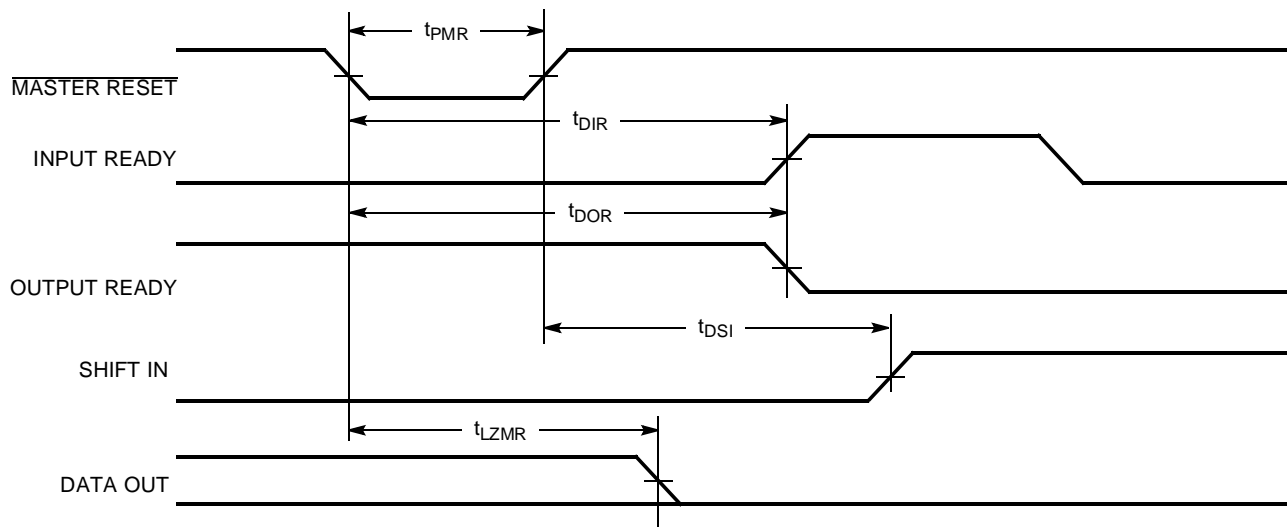 tPMR
MASTER RESET
tDIR
INPUT READY
tDOR
OUTPUT READY
tDSI
SHIFT IN
tLZMR
DATA OUT